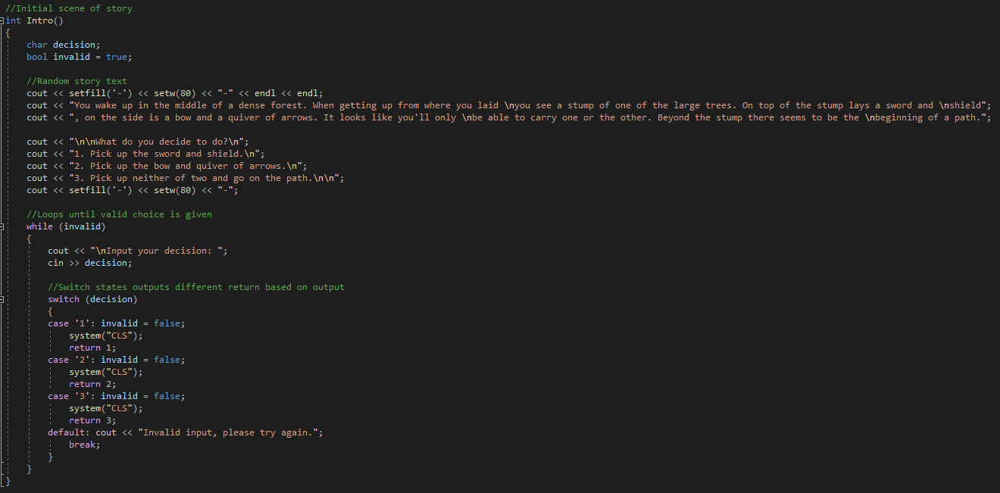 //Initial scene of story
int Intro()
{
    char decision;
    bool invalid = true;

    //Random story text
    cout << setfill('-') << setw(80) << "-" << endl << endl;
    cout << "You wake up in the middle of a dense forest. When getting up from where you laid \nyou see a stump of one of the large trees. On top of the stump lays a sword and \nshield";
    cout << ", on the side is a bow and a quiver of arrows. It looks like you'll only \nbe able to carry one or the other. Beyond the stump there seems to be the \nbeginning of a path.";

    cout << "\n\nWhat do you decide to do?\n";
    cout << "1. Pick up the sword and shield.\n";
    cout << "2. Pick up the bow and quiver of arrows.\n";
    cout << "3. Pick up neither of two and go on the path.\n\n";
    cout << setfill('-') << setw(80) << "-";

    //Loops until valid choice is given
    while (invalid)
    {
        cout << "\nInput your decision: ";
        cin >> decision;

        //Switch states outputs different return based on output
        switch (decision)
        {
        case '1': invalid = false;
            system("CLS");
            return 1;
        case '2': invalid = false;
            system("CLS");
            return 2;
        case '3': invalid = false;
            system("CLS");
            return 3;
        default: cout << "Invalid input, please try again.";
            break;
        }
    }
}